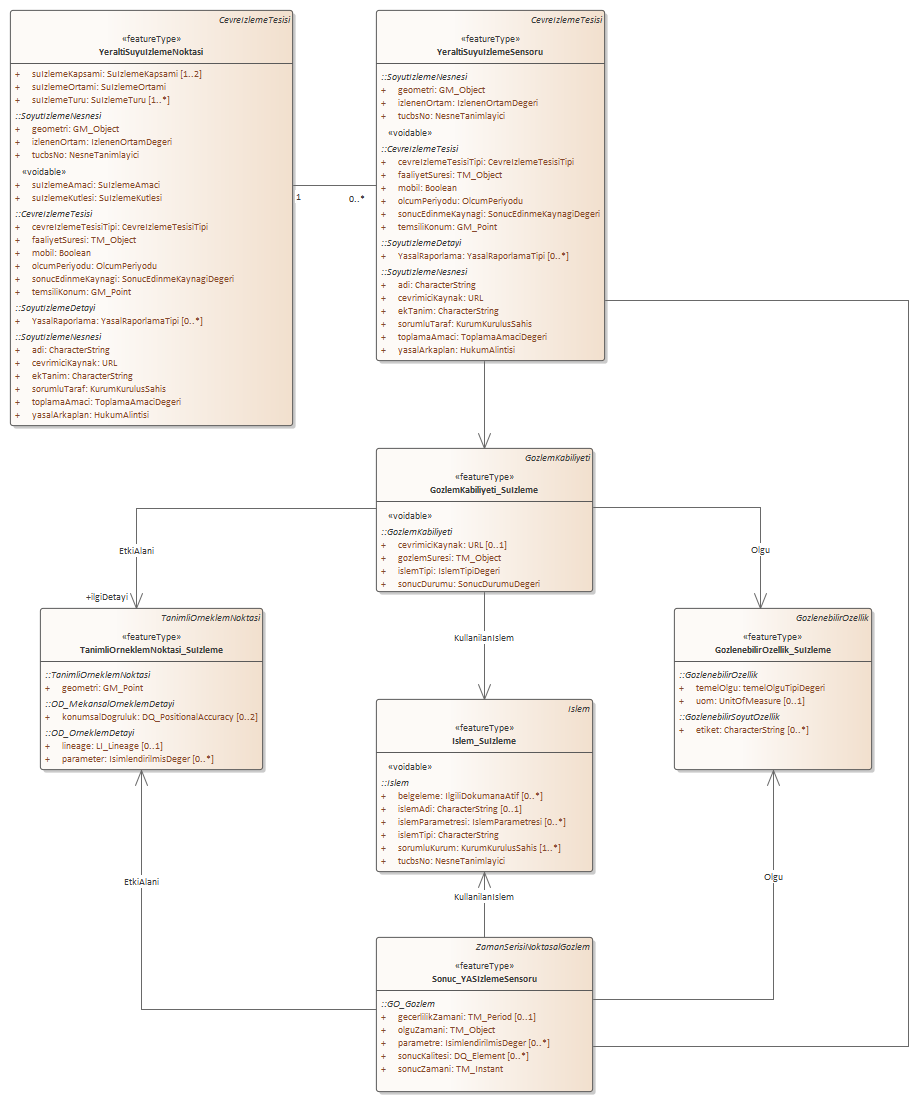 CevreIzlemeTesisi
«featureType»
YeraltiSuyuIzlemeNoktasi
+ suIzlemeKapsami: SuIzlemeKapsami [1..2]
+ suIzlemeOrtami: SuIzlemeOrtami
+ suIzlemeTuru: SuIzlemeTuru [1..*]
::SoyutIzlemeNesnesi
+ geometri: GM_Object
+ izlenenOrtam: IzlenenOrtamDegeri
+ tucbsNo: NesneTanimlayici
«voidable»
+ suIzlemeAmaci: SuIzlemeAmaci
+ suIzlemeKutlesi: SuIzlemeKutlesi
::CevreIzlemeTesisi
+ cevreIzlemeTesisiTipi: CevreIzlemeTesisiTipi
+ faaliyetSuresi: TM_Object
+ mobil: Boolean
+ olcumPeriyodu: OlcumPeriyodu
+ sonucEdinmeKaynagi: SonucEdinmeKaynagiDegeri
+ temsiliKonum: GM_Point
::SoyutIzlemeDetayi
+ YasalRaporlama: YasalRaporlamaTipi [0..*]
::SoyutIzlemeNesnesi
+ adi: CharacterString
+ cevrimiciKaynak: URL
+ ekTanim: CharacterString
+ sorumluTaraf: KurumKurulusSahis
+ toplamaAmaci: ToplamaAmaciDegeri
+ yasalArkaplan: HukumAlintisi
1
0..*
CevreIzlemeTesisi
«featureType»
YeraltiSuyuIzlemeSensoru
::SoyutIzlemeNesnesi
+ geometri: GM_Object
+ izlenenOrtam: IzlenenOrtamDegeri
+ tucbsNo: NesneTanimlayici
«voidable»
::CevreIzlemeTesisi
+ cevreIzlemeTesisiTipi: CevreIzlemeTesisiTipi
+ faaliyetSuresi: TM_Object
+ mobil: Boolean
+ olcumPeriyodu: OlcumPeriyodu
+ sonucEdinmeKaynagi: SonucEdinmeKaynagiDegeri
+ temsiliKonum: GM_Point
::SoyutIzlemeDetayi
+ YasalRaporlama: YasalRaporlamaTipi [0..*]
::SoyutIzlemeNesnesi
+ adi: CharacterString
+ cevrimiciKaynak: URL
+ ekTanim: CharacterString
+ sorumluTaraf: KurumKurulusSahis
+ toplamaAmaci: ToplamaAmaciDegeri
+ yasalArkaplan: HukumAlintisi
GozlemKabiliyeti
«featureType»
GozlemKabiliyeti_SuIzleme
«voidable»
::GozlemKabiliyeti
+ cevrimiciKaynak: URL [0..1]
+ gozlemSuresi: TM_Object
+ islemTipi: IslemTipiDegeri
+ sonucDurumu: SonucDurumuDegeri
EtkiAlani
+ilgiDetayi
Olgu
KullanilanIslem
TanimliOrneklemNoktasi
«featureType»
TanimliOrneklemNoktasi_SuIzleme
::TanimliOrneklemNoktasi
+ geometri: GM_Point
::OD_MekansalOrneklemDetayi
+ konumsalDogruluk: DQ_PositionalAccuracy [0..2]
::OD_OrneklemDetayi
+ lineage: LI_Lineage [0..1]
+ parameter: IsimlendirilmisDeger [0..*]
GozlenebilirOzellik
«featureType»
GozlenebilirOzellik_SuIzleme
::GozlenebilirOzellik
+ temelOlgu: temelOlguTipiDegeri
+ uom: UnitOfMeasure [0..1]
::GozlenebilirSoyutOzellik
+ etiket: CharacterString [0..*]
Islem
«featureType»
Islem_SuIzleme
«voidable»
::Islem
+ belgeleme: IlgiliDokumanaAtif [0..*]
+ islemAdi: CharacterString [0..1]
+ islemParametresi: IslemParametresi [0..*]
+ islemTipi: CharacterString
+ sorumluKurum: KurumKurulusSahis [1..*]
+ tucbsNo: NesneTanimlayici
EtkiAlani
KullanilanIslem
Olgu
ZamanSerisiNoktasalGozlem
«featureType»
Sonuc_YASIzlemeSensoru
::GO_Gozlem
+ gecerlilikZamani: TM_Period [0..1]
+ olguZamani: TM_Object
+ parametre: IsimlendirilmisDeger [0..*]
+ sonucKalitesi: DQ_Element [0..*]
+ sonucZamani: TM_Instant